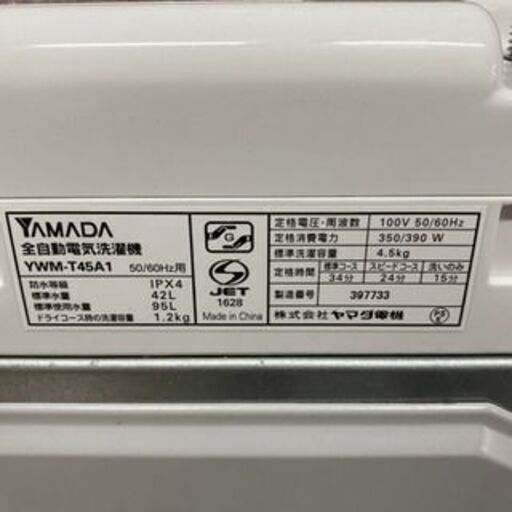 YAMADA
全自動電気洗濯機
YWM-T45A1 50/60Hz用
防水等級 IPX4
標準水量 42L
標準使用水量 95L
ドライコース時の洗濯容量 1.2kg
G
JET
1628
Made in China
定格電圧・周波数 100V 50/60Hz
定格消費電力 350/390 W
標準洗濯容量 4.5kg
定格時間 標準コース スピードコース 洗いのみ
34分 24分 15分
製造番号 397733
株式会社 ヤマダ電機